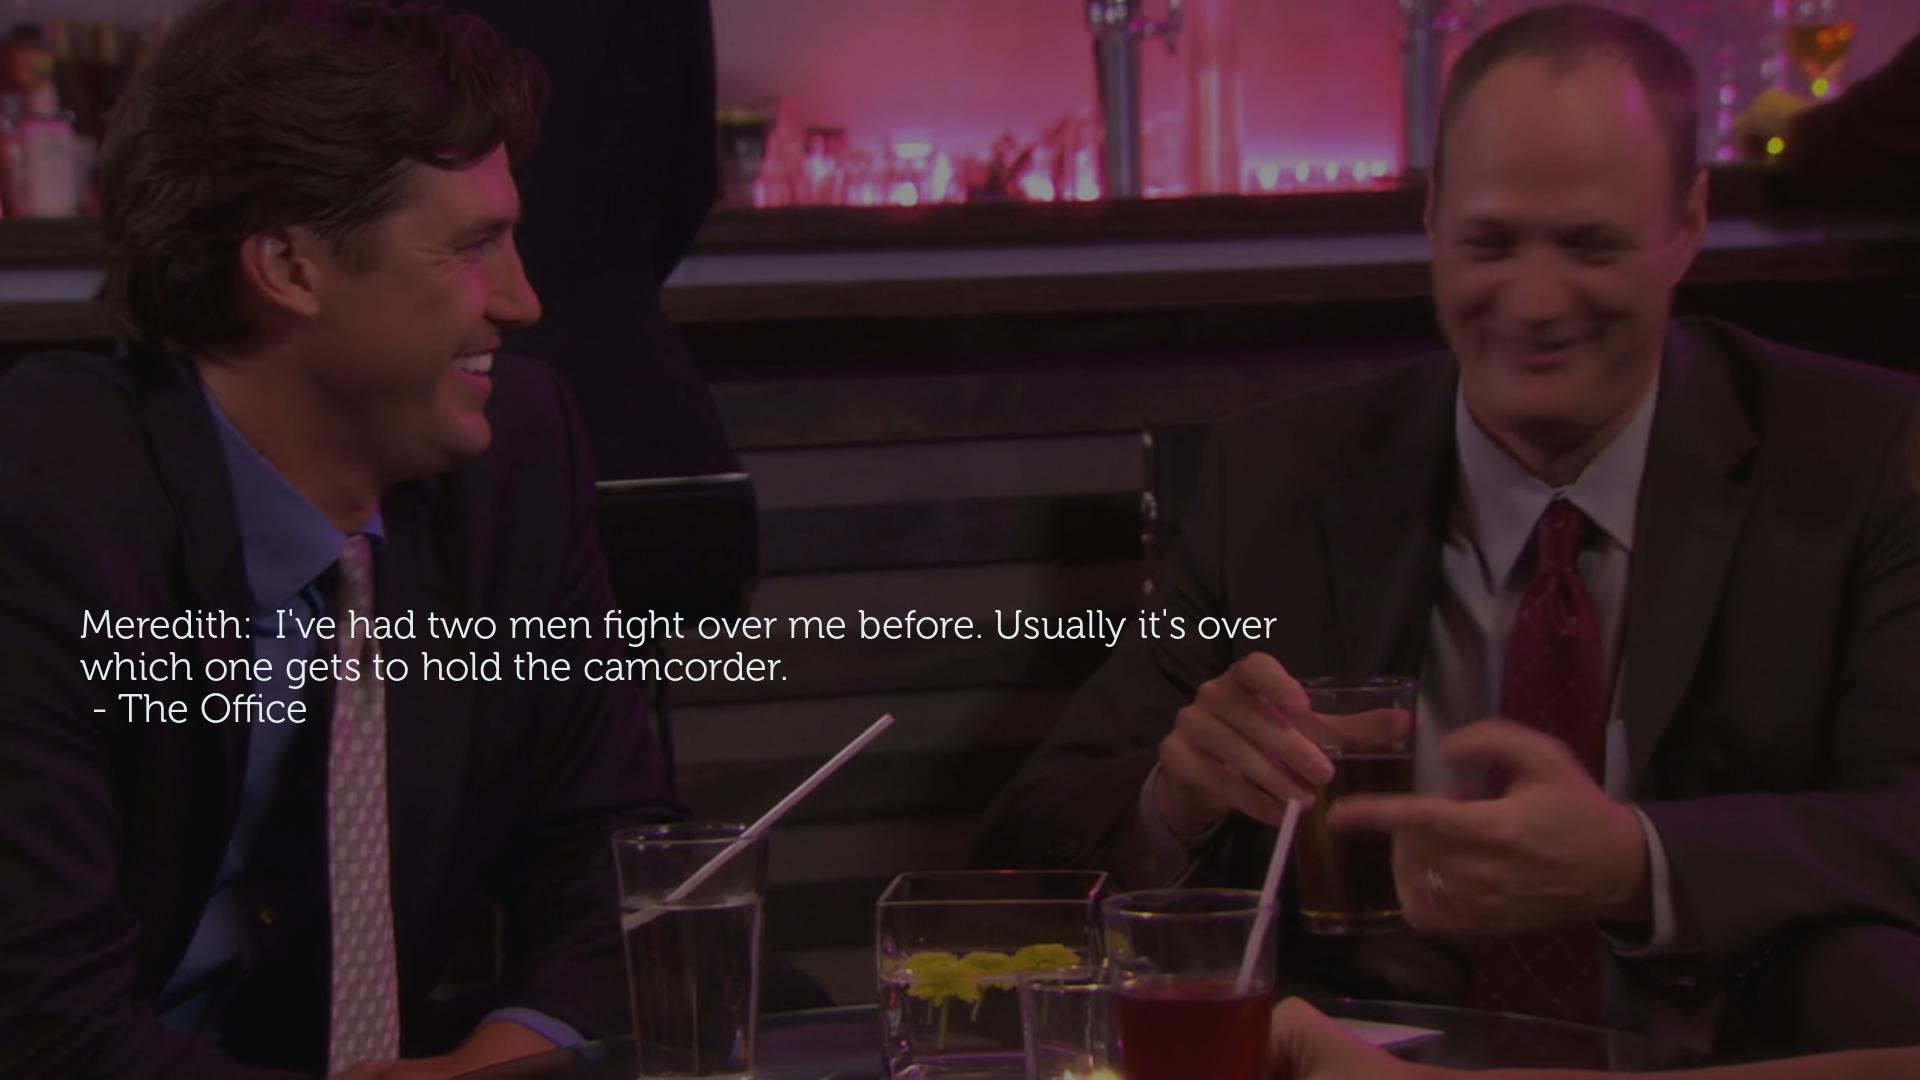 Meredith:  I've had two men fight over me before. Usually it's over
which one gets to hold the camcorder.
 - The Office